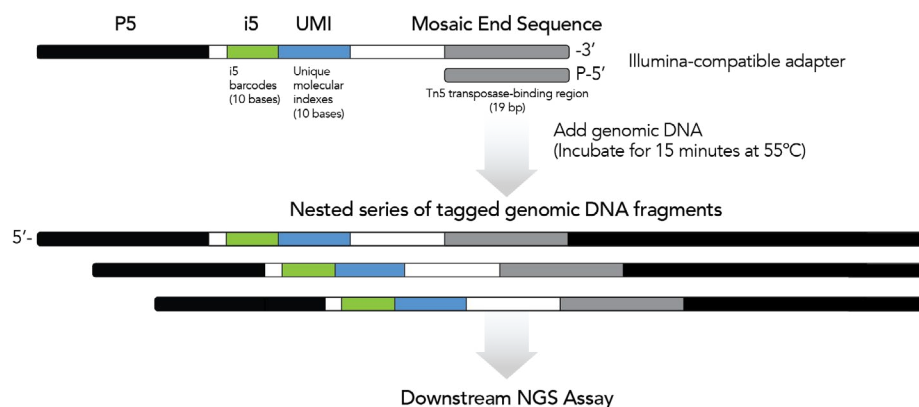 P5 i5 UMI Mosaic End Sequence
-3'
P-5'
Illumina-compatible adapter
i5
barcodes
(10 bases)
Unique
molecular
indexes
(10 bases)
Tn5 transposase-binding region
(19 bp)
Add genomic DNA
(Incubate for 15 minutes at 55ºC)
Nested series of tagged genomic DNA fragments
5'-
Downstream NGS Assay